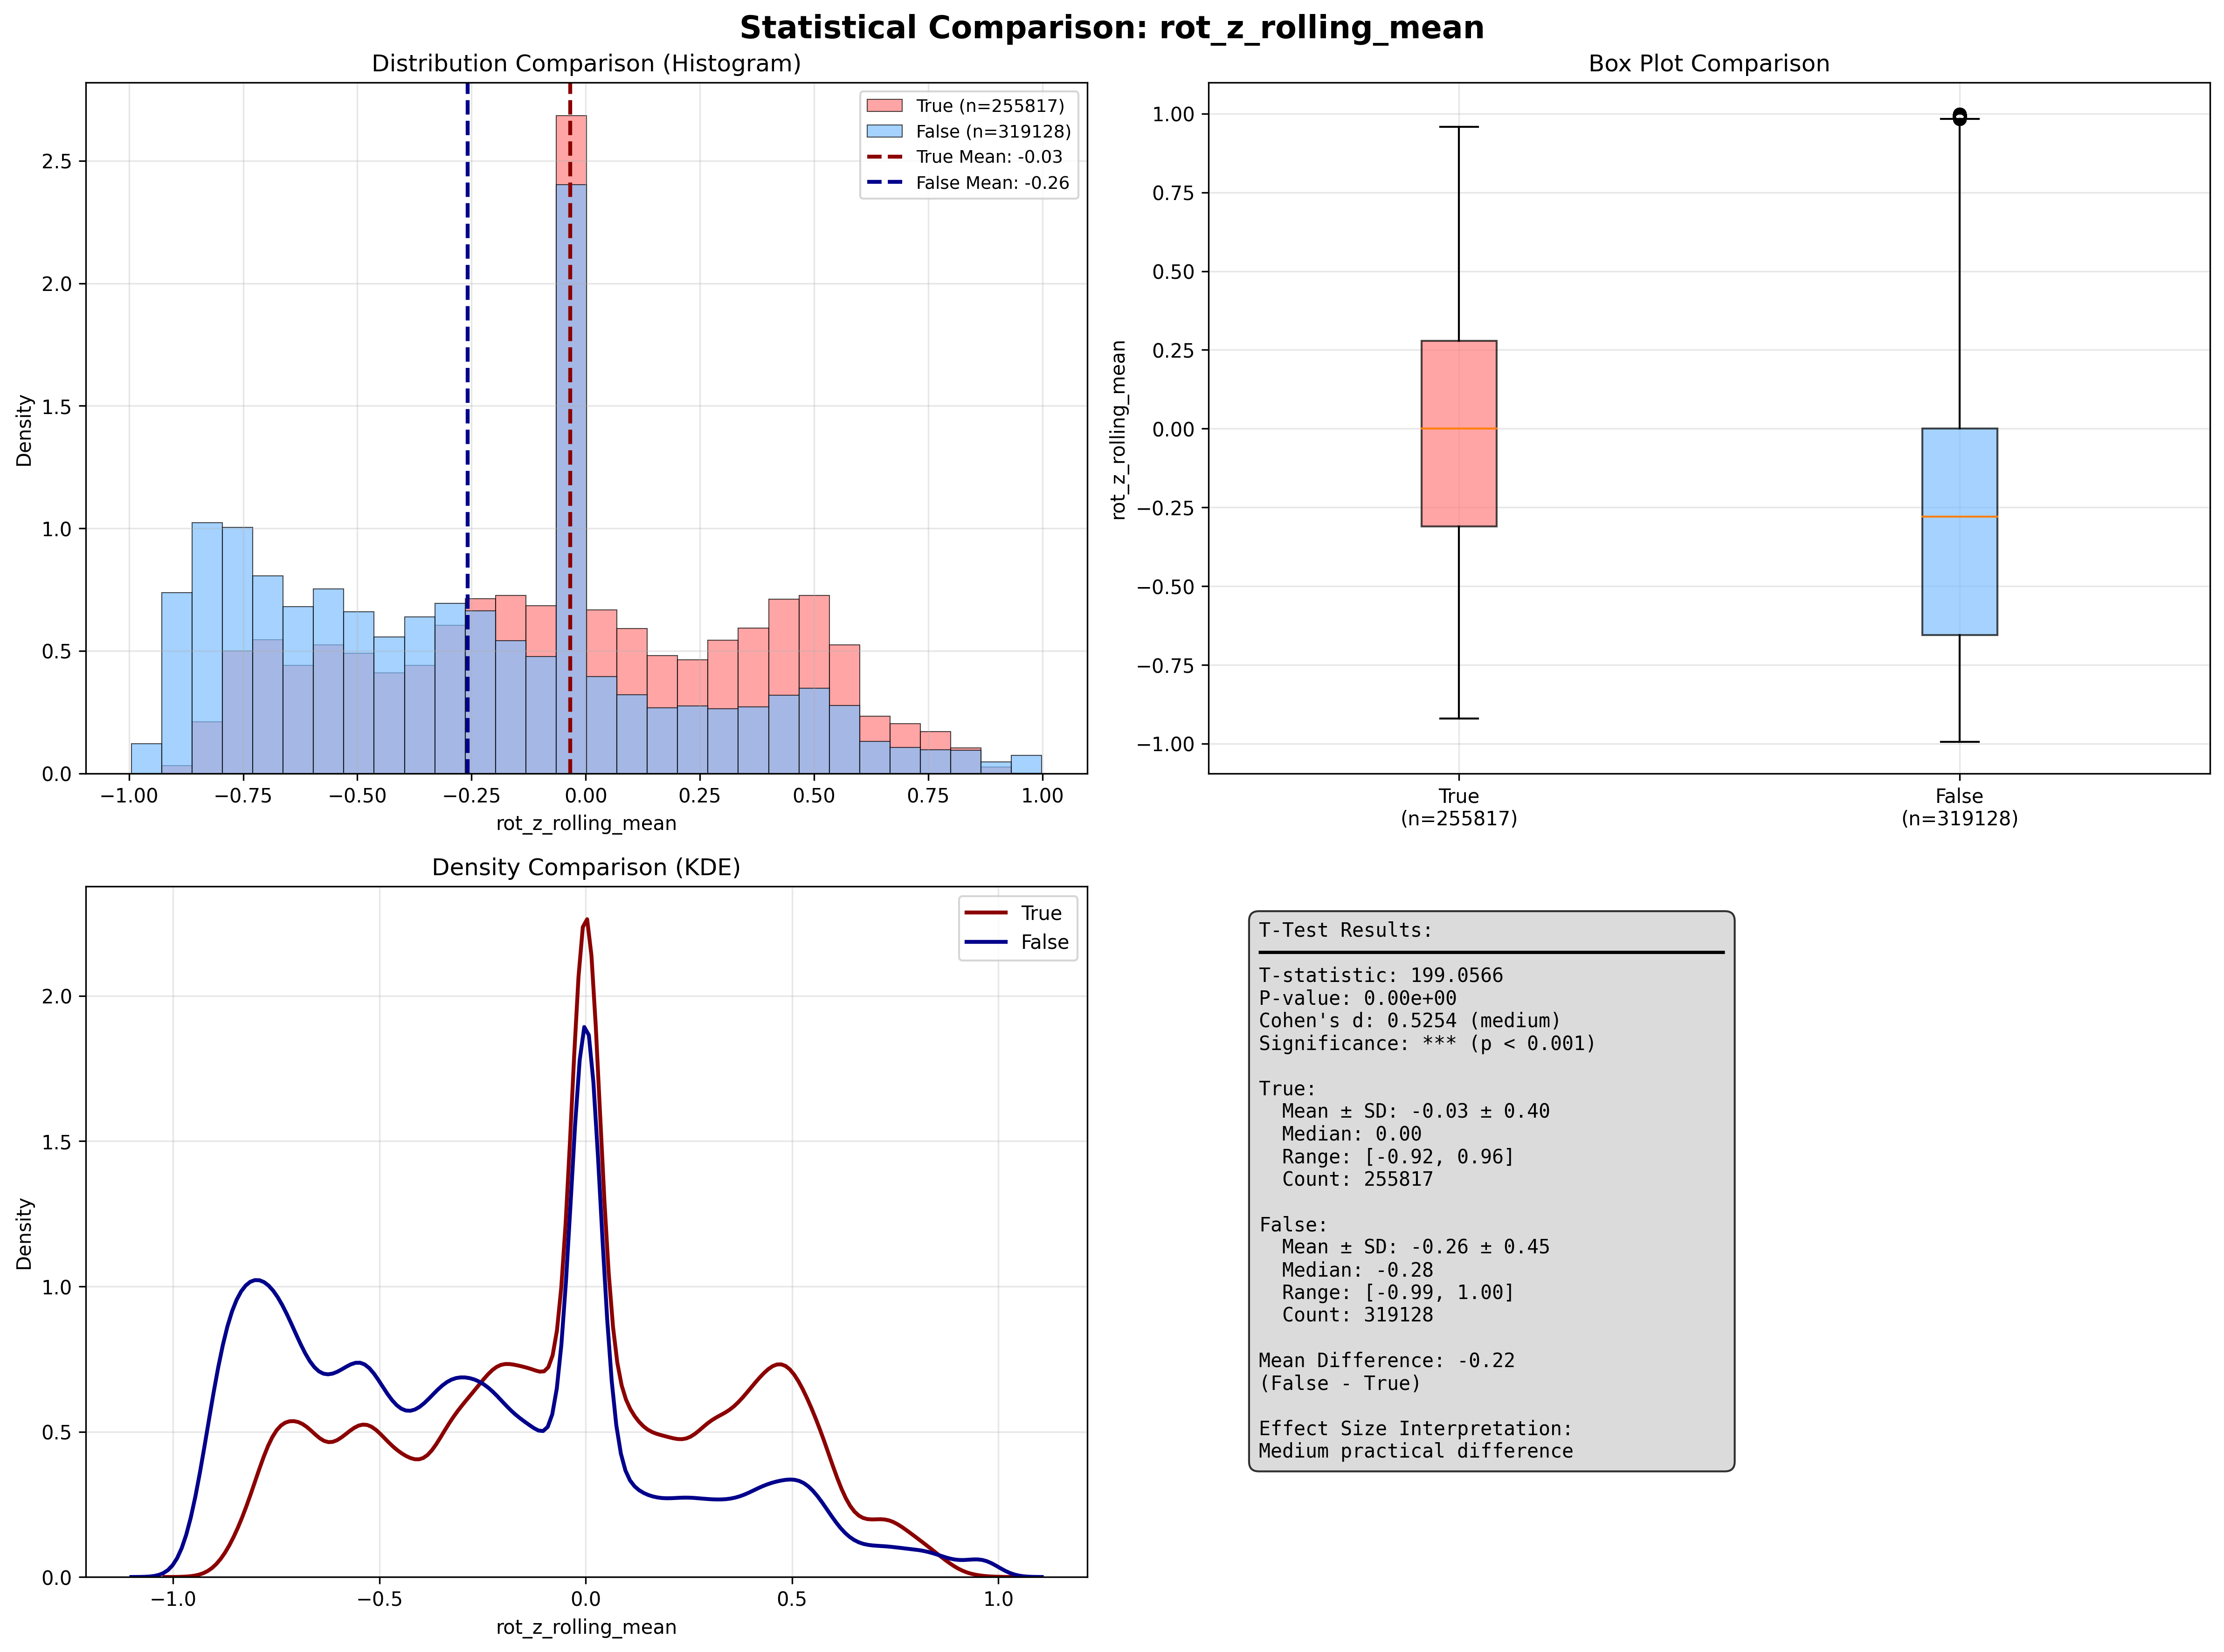 Statistical Comparison: rot_z_rolling_mean
Distribution Comparison (Histogram)
Density
2.5
2.0
1.5
1.0
0.5
0.0
−1.00 −0.75 −0.50 −0.25 0.00 0.25 0.50 0.75 1.00
rot_z_rolling_mean
True (n=255817)
False (n=319128)
True Mean: -0.03
False Mean: -0.26
Box Plot Comparison
rot_z_rolling_mean
1.00
0.75
0.50
0.25
0.00
−0.25
−0.50
−0.75
−1.00
True
(n=255817)
False
(n=319128)
Density Comparison (KDE)
Density
2.0
1.5
1.0
0.5
0.0
−1.0 −0.5 0.0 0.5 1.0
rot_z_rolling_mean
True
False
T-Test Results:
T-statistic: 199.0566
P-value: 0.00e+00
Cohen's d: 0.5254 (medium)
Significance: *** (p < 0.001)
True:
Mean ± SD: -0.03 ± 0.40
Median: 0.00
Range: [-0.92, 0.96]
Count: 255817
False:
Mean ± SD: -0.26 ± 0.45
Median: -0.28
Range: [-0.99, 1.00]
Count: 319128
Mean Difference: -0.22
(False - True)
Effect Size Interpretation:
Medium practical difference